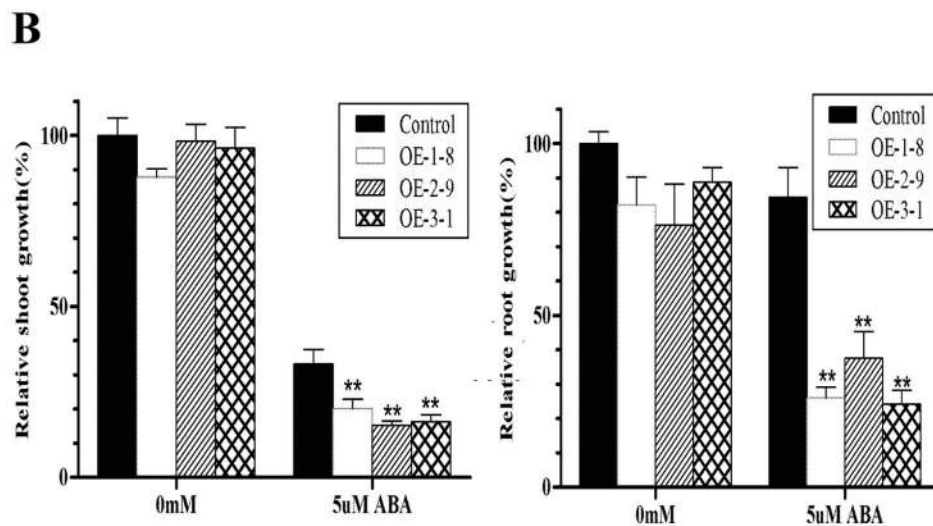 B
Relative shoot growth(%)
100
50
0
Control
OE-1-8
OE-2-9
OE-3-1
**
**
**
0mM
5uM ABA
Relative root growth(%)
100
50
0
Control
OE-1-8
OE-2-9
OE-3-1
**
**
**
0mM
5uM ABA